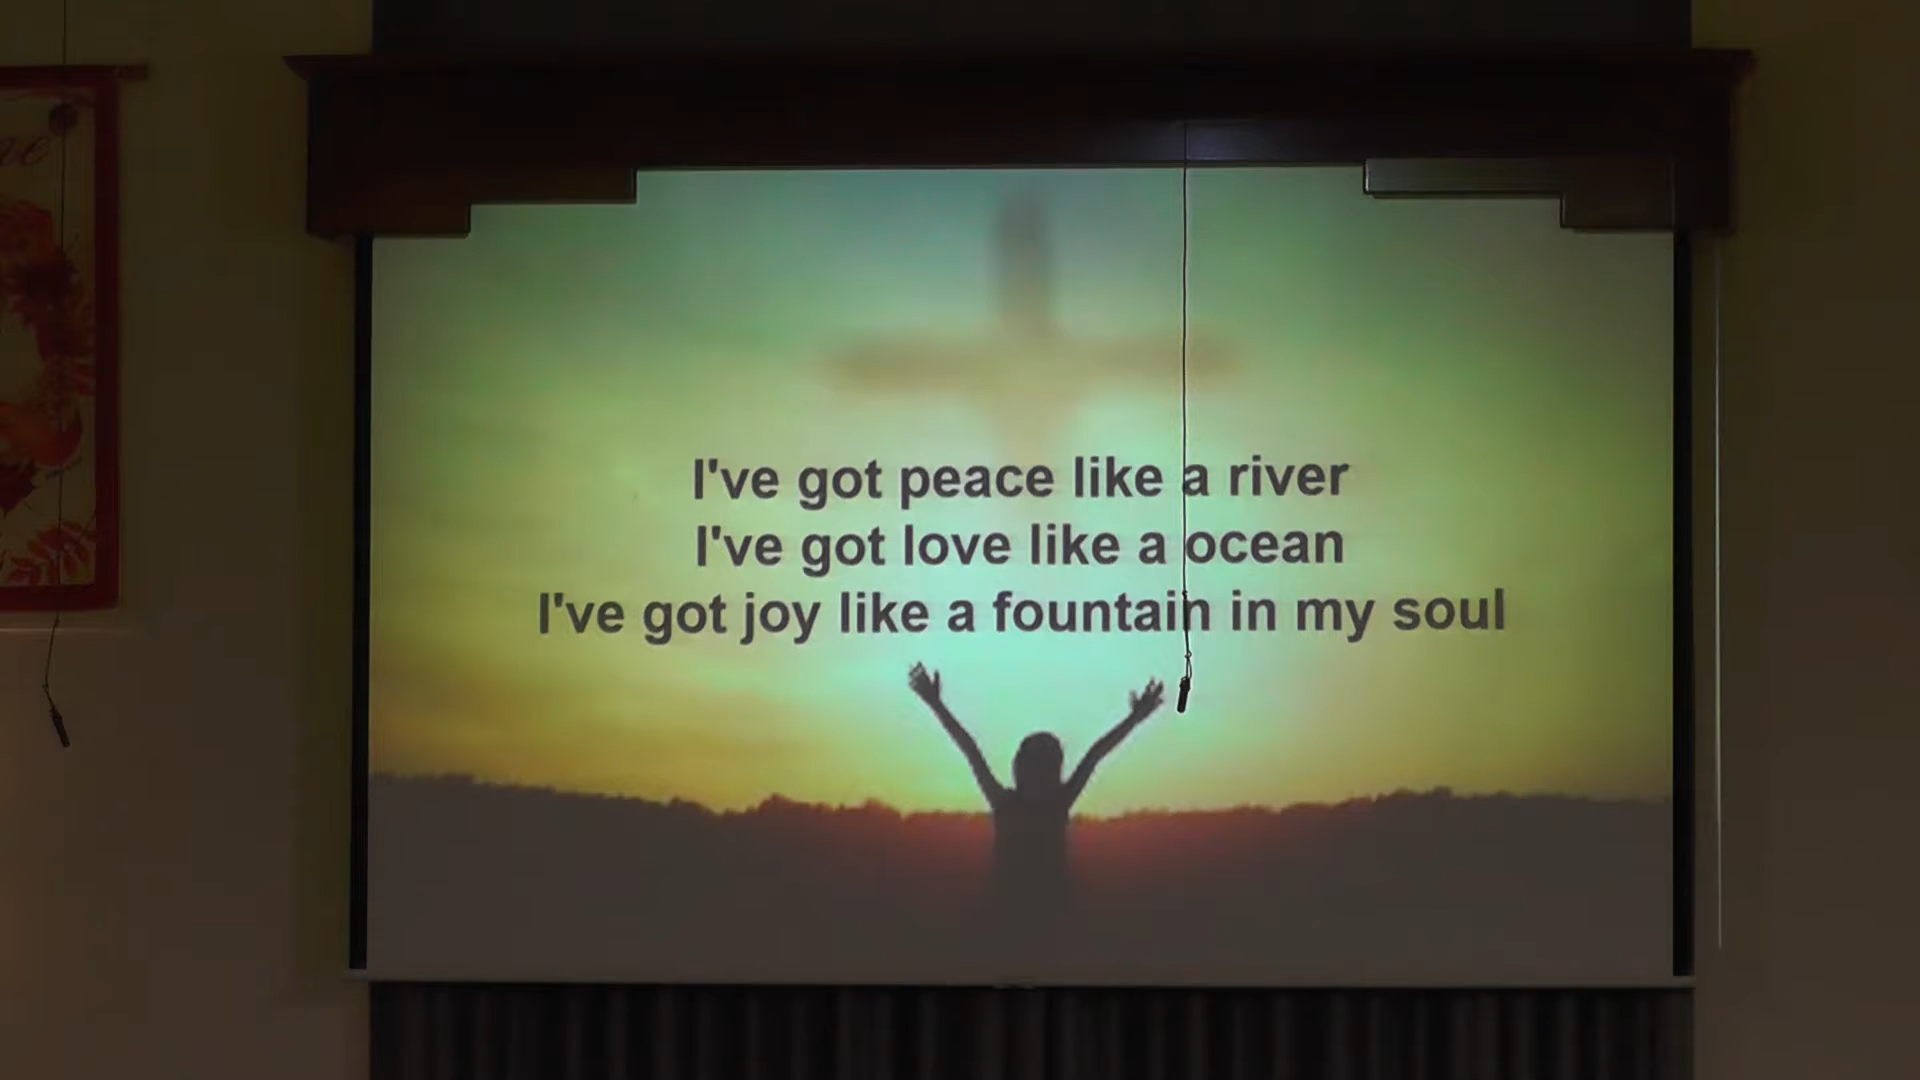 I've got peace like a river
I've got love like a ocean
I've got joy like a fountain in my soul